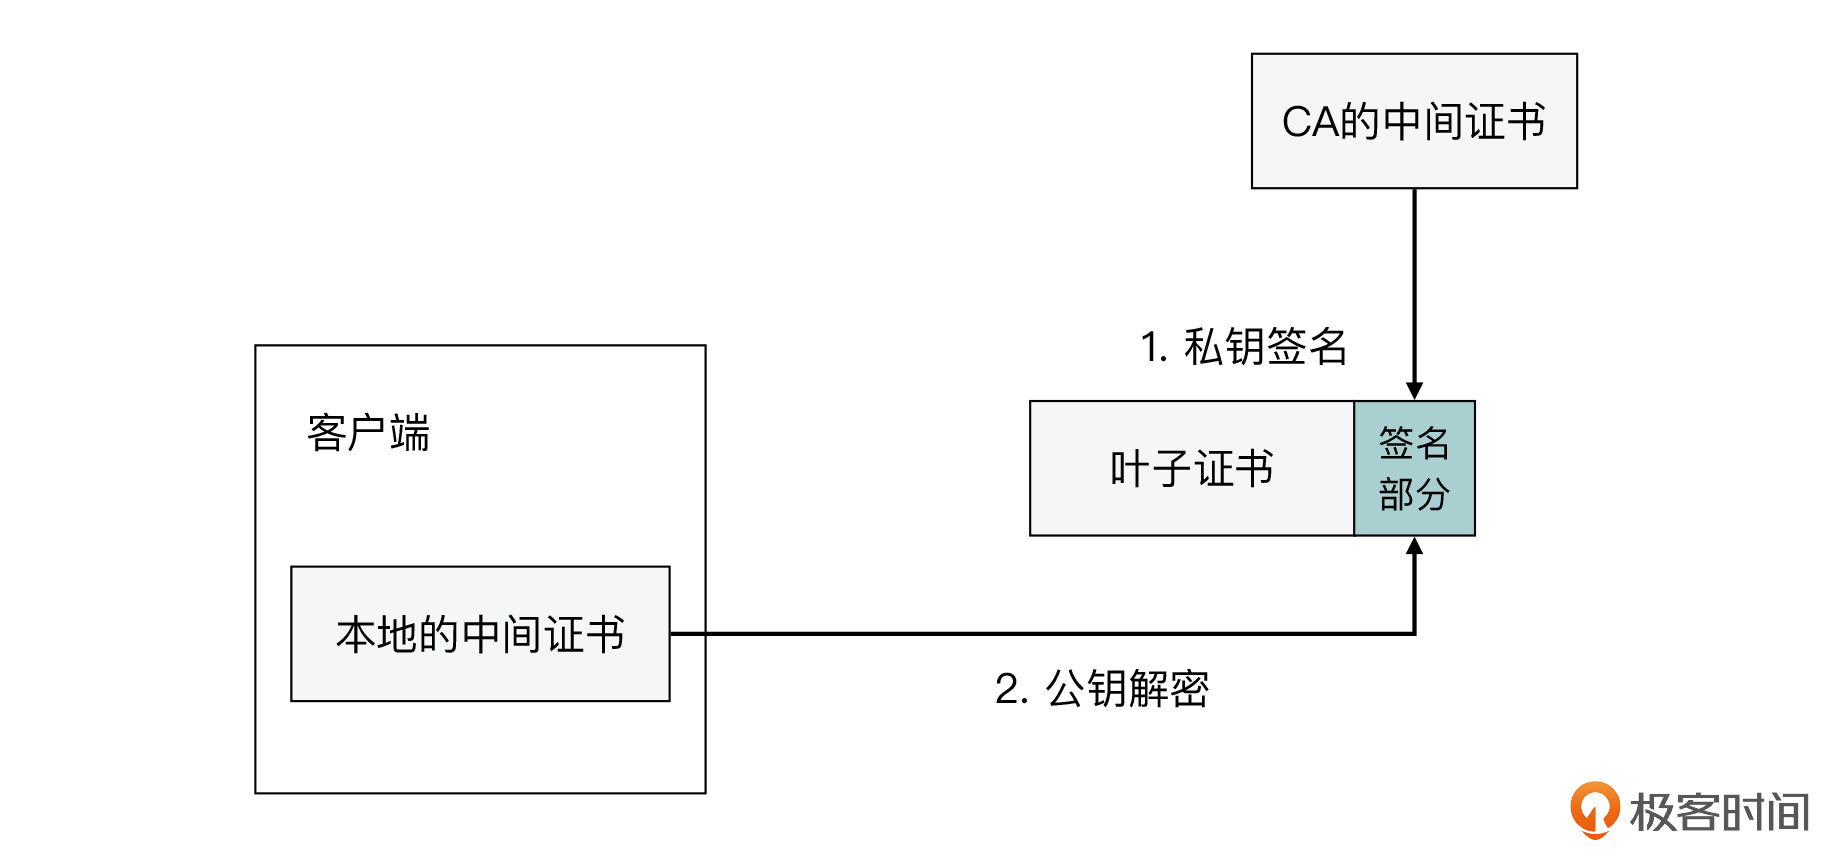 CA的中间证书
1. 私钥签名
客户端
叶子证书
签名
部分
本地的中间证书
2. 公钥解密
极客时间